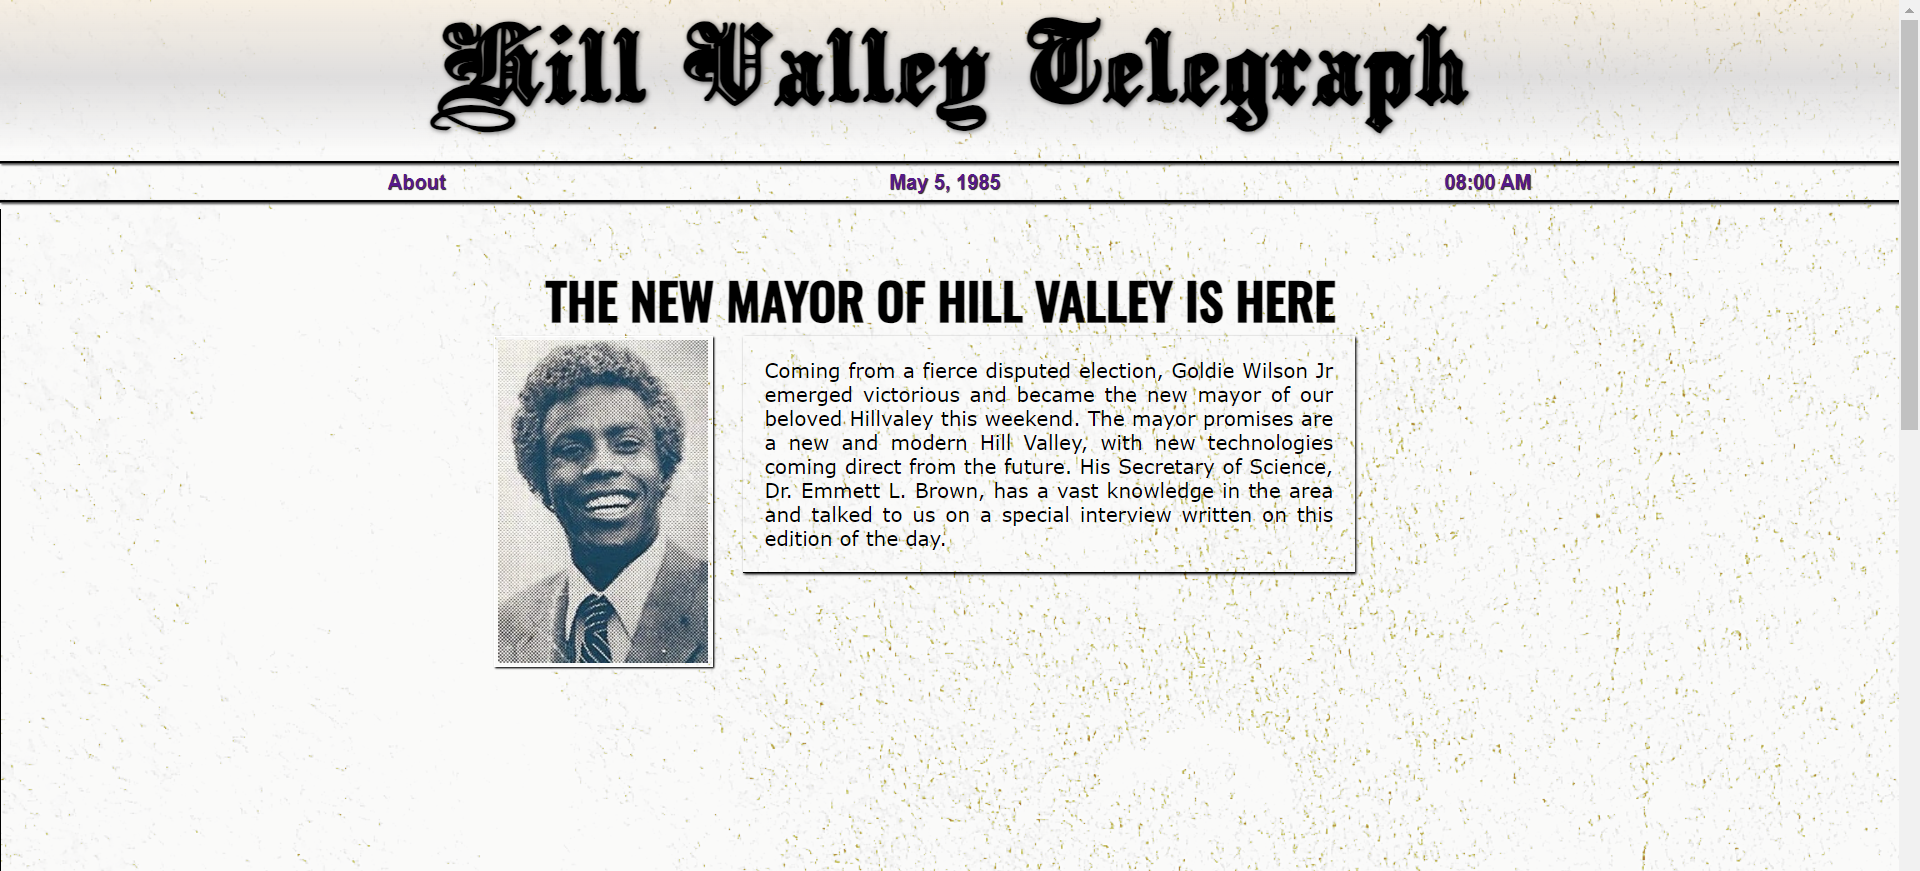 Hill Valley Telegraph
About May 5, 1985 08:00 AM
THE NEW MAYOR OF HILL VALLEY IS HERE
Coming from a fierce disputed election, Goldie Wilson Jr
emerged victorious and became the new mayor of our
beloved Hillvaley this weekend. The mayor promises are
a new and modern Hill Valley, with new technologies
coming direct from the future. His Secretary of Science,
Dr. Emmett L. Brown, has a vast knowledge in the area
and talked to us on a special interview written on this
edition of the day.